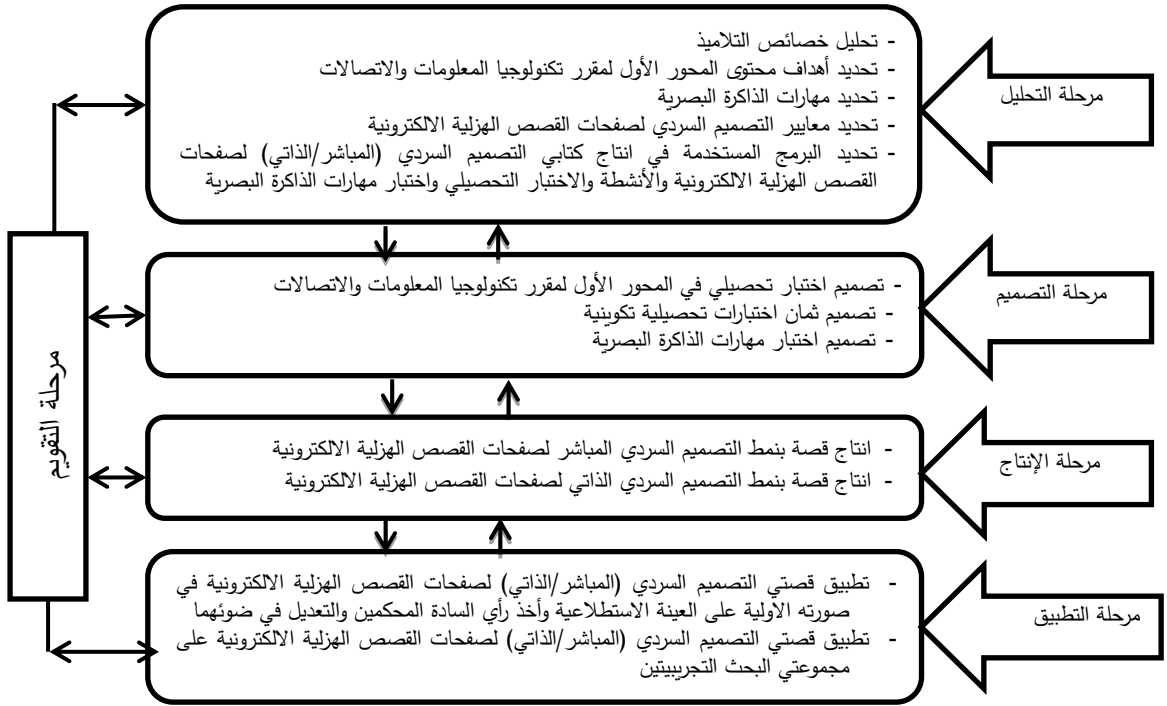 مرحلة التحليل
- تحليل خصائص التلاميذ
- تحديد أهداف محتوى المحور الأول لمقرر تكنولوجيا المعلومات والاتصالات
- تحديد مهارات الذاكرة البصرية
- تحديد معايير التصميم السردي لصفحات القصص الهزلية الالكترونية
- تحديد البرمج المستخدمة في انتاج كتابي التصميم السردي (المباشر/الذاتي) لصفحات
القصص الهزلية الالكترونية والأنشطة والاختبار التحصيلي واختبار مهارات الذاكرة البصرية
مرحلة التصميم
- تصميم اختبار تحصيلي في المحور الأول لمقرر تكنولوجيا المعلومات والاتصالات
- تصميم ثمان اختبارات تحصيلية تكوينية
- تصميم اختبار مهارات الذاكرة البصرية
مرحلة الإنتاج
- انتاج قصة بنمط التصميم السردي المباشر لصفحات القصص الهزلية الالكترونية
- انتاج قصة بنمط التصميم السردي الذاتي لصفحات القصص الهزلية الالكترونية
مرحلة التطبيق
- تطبيق قصتي التصميم السردي (المباشر/الذاتي) لصفحات القصص الهزلية الالكترونية في
صورته الاولية على العينة الاستطلاعية وأخذ رأي السادة المحكمين والتعديل في ضوئهما
- تطبيق قصتي التصميم السردي (المباشر/الذاتي) لصفحات القصص الهزلية الالكترونية على
مجموعتي البحث التجريبيتين
مرحلة التقويم